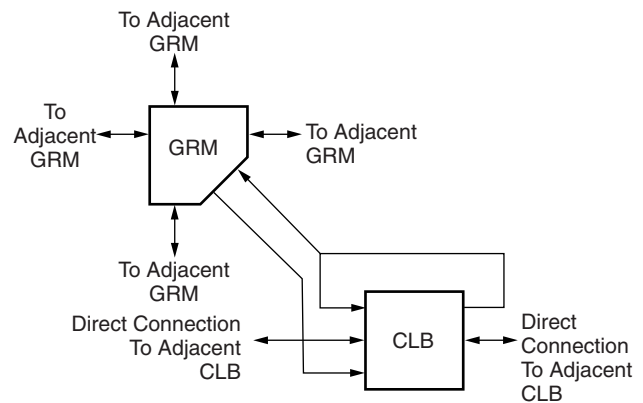 To Adjacent
GRM
To
Adjacent
GRM
GRM
To Adjacent
GRM
To Adjacent
GRM
Direct Connection
To Adjacent
CLB
CLB
Direct
Connection
To Adjacent
CLB